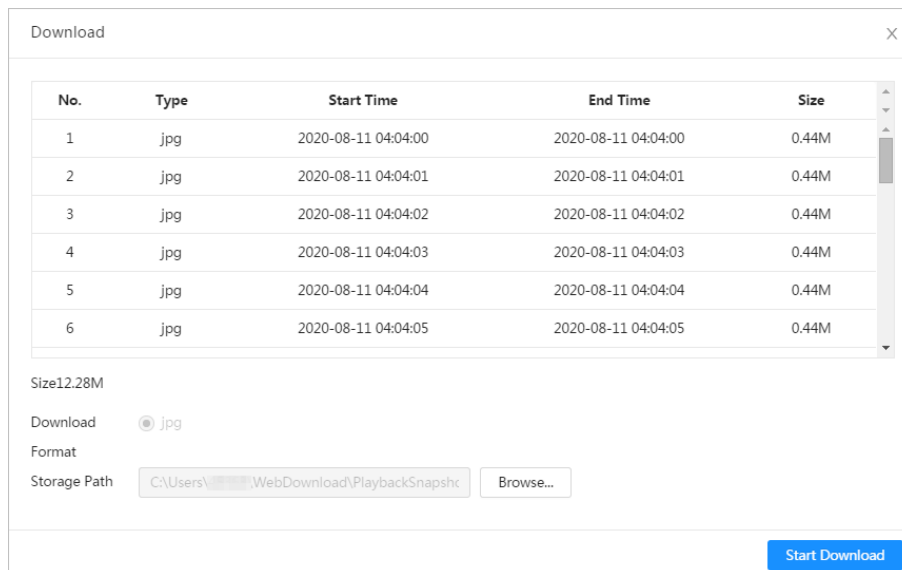 Download
No. Type Start Time End Time Size
1 jpg 2020-08-11 04:04:00 2020-08-11 04:04:00 0.44M
2 jpg 2020-08-11 04:04:01 2020-08-11 04:04:01 0.44M
3 jpg 2020-08-11 04:04:02 2020-08-11 04:04:02 0.44M
4 jpg 2020-08-11 04:04:03 2020-08-11 04:04:03 0.44M
5 jpg 2020-08-11 04:04:04 2020-08-11 04:04:04 0.44M
6 jpg 2020-08-11 04:04:05 2020-08-11 04:04:05 0.44M
Size12.28M
Download jpg
Format
Storage Path C:\Users\ WebDownload\PlaybackSnapsho Browse...
Start Download